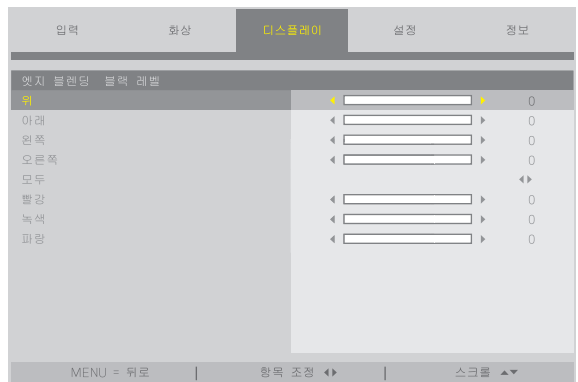 입력 화상 디스플레이 설정 정보
엣지 블렌딩 블랙 레벨
위 0
아래 0
왼쪽 0
오른쪽 0
모두
빨강 0
녹색 0
파랑 0
MENU = 뒤로 | 항목 조정 | 스크롤